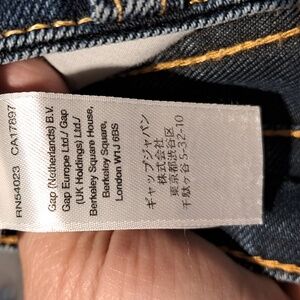 RN54023 CA17897
Gap (Netherlands) B.V.
Gap Europe Ltd./ Gap
(UK Holdings) Ltd./
Berkeley Square House,
Berkeley Square,
London W1J 6BS
ギャップジャパン
株式会社
東京都渋谷区
千駄ヶ谷5-32-10